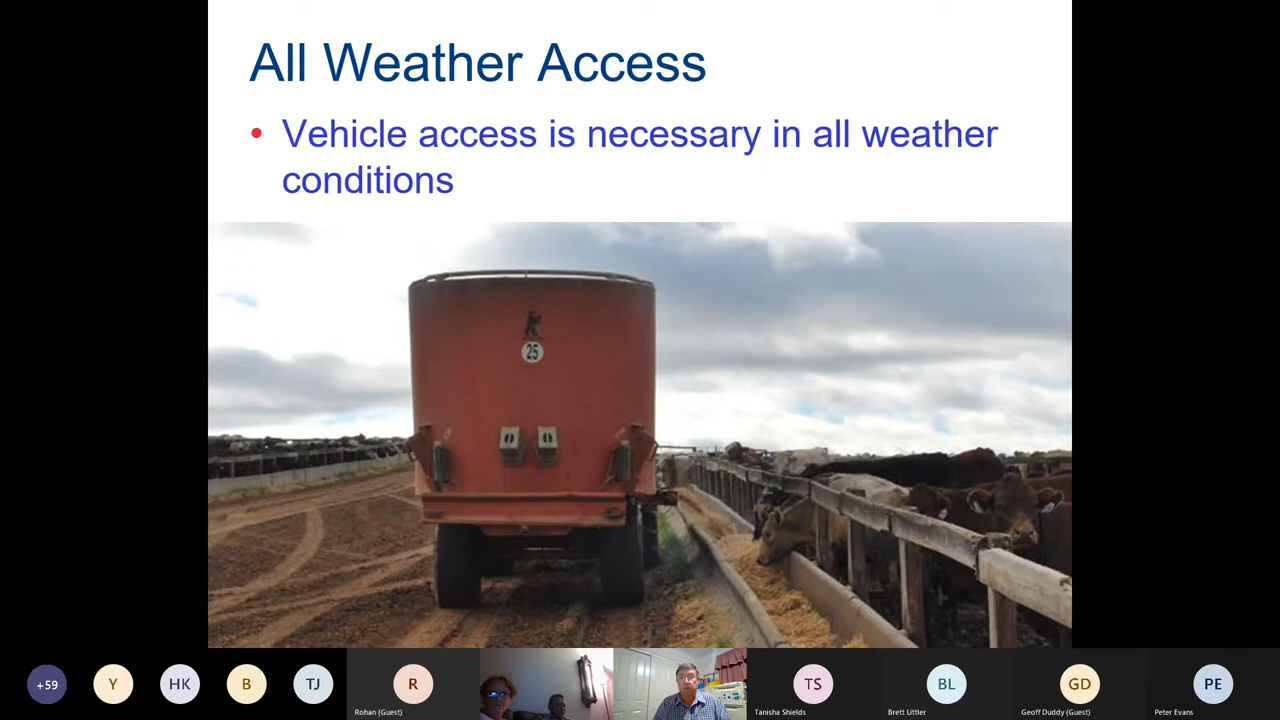 All Weather Access
• Vehicle access is necessary in all weather
conditions
25
+59
Y
HK
B
TJ
R
TS
BL
GD
PE
Rohan (Guest)
Tanisha Shields
Brett Littler
Geoff Duddy (Guest)
Peter Evans